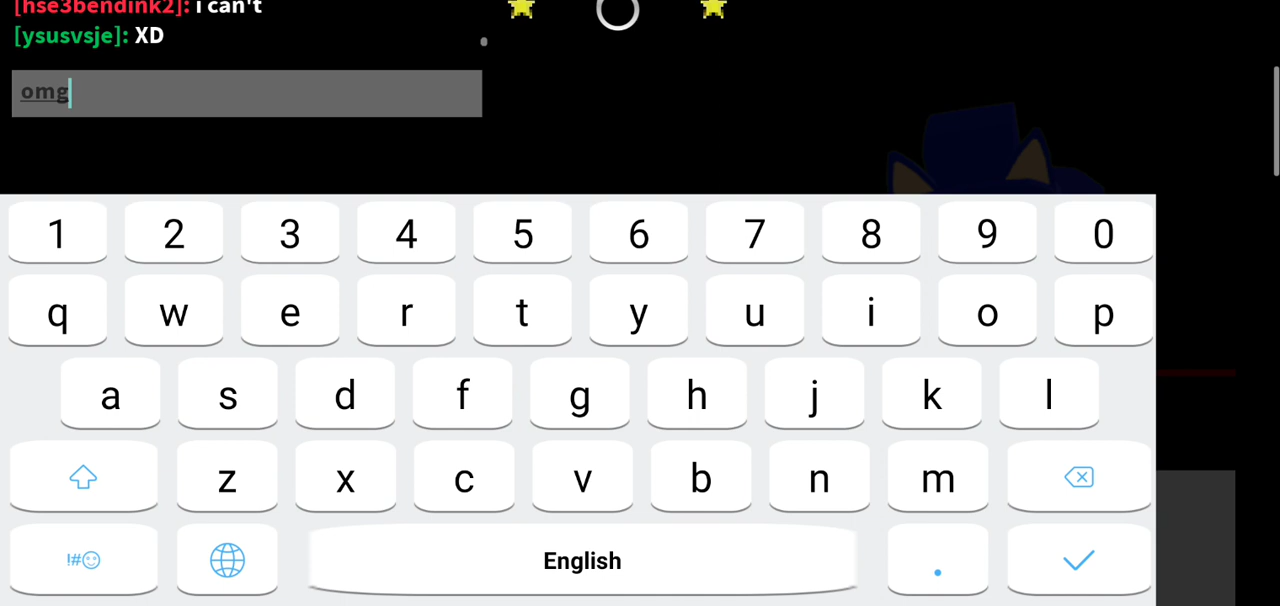 [hse3bendink2]: i can't
[ysusvsje]: XD
omg
1 2 3 4 5 6 7 8 9 0
q w e r t y u i o p
a s d f g h j k l
z x c v b n m
!#☺ English .